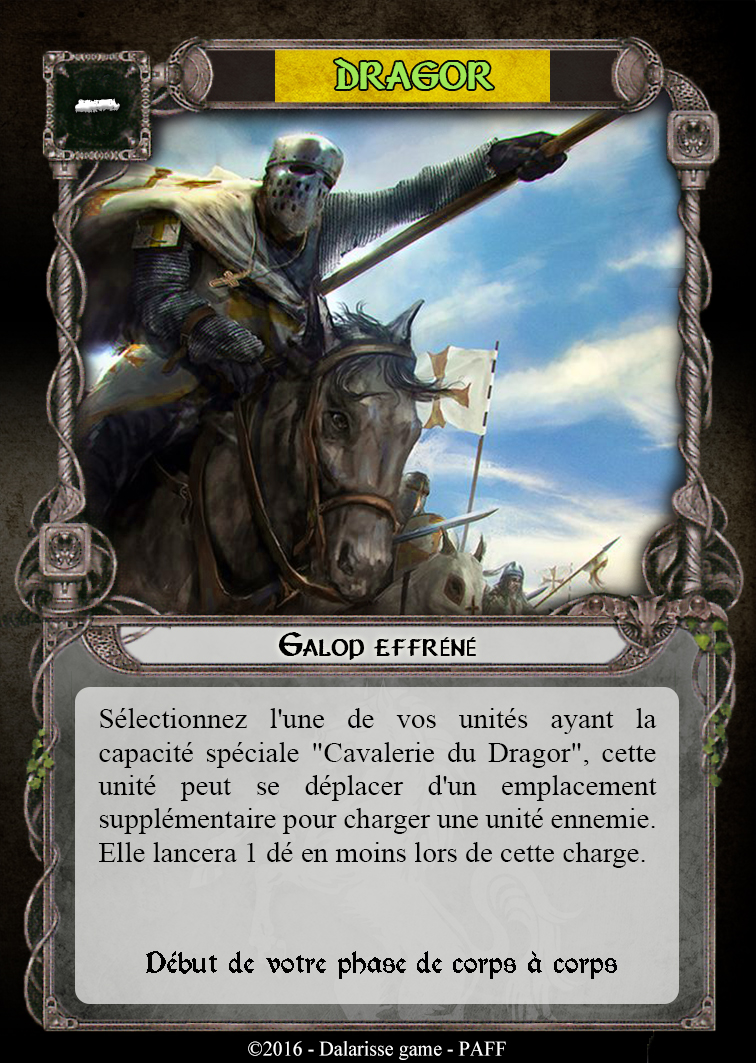 -
DRAGOR
Galop effréné
Sélectionnez l'une de vos unités ayant la
capacité spéciale "Cavalerie du Dragor", cette
unité peut se déplacer d'un emplacement
supplémentaire pour charger une unité ennemie.
Elle lancera 1 dé en moins lors de cette charge.
Début de votre phase de corps à corps
©2016 - Dalarisse game - PAFF